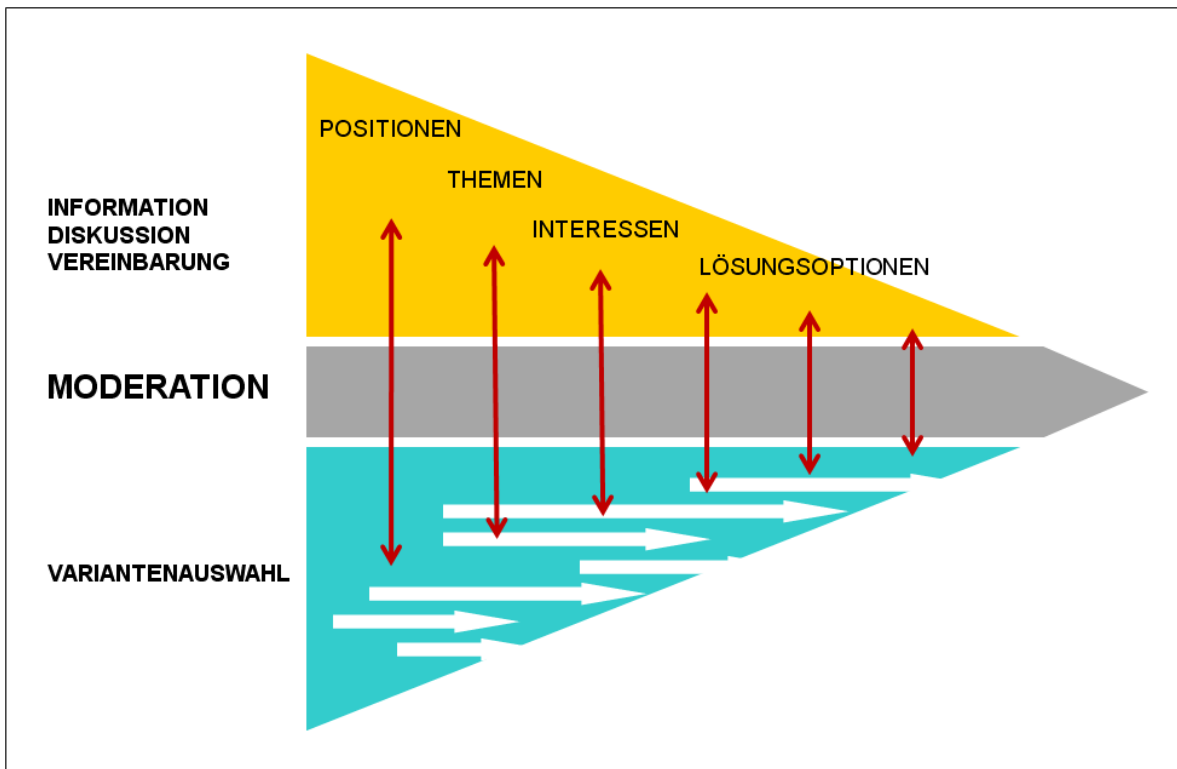 POSITIONEN
THEMEN
INFORMATION
DISKUSSION
VEREINBARUNG
INTERESSEN
LÖSUNGSOPTIONEN
MODERATION
VARIANTENAUSWAHL